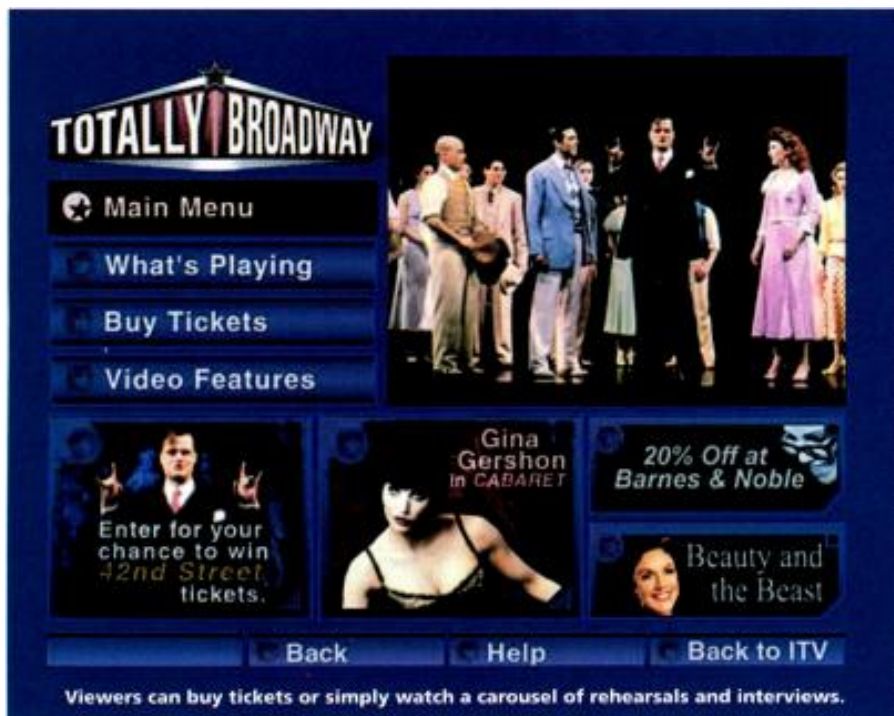 TOTALLY BROADWAY
Main Menu
What's Playing
Buy Tickets
Video Features
Enter for your
chance to win
42nd Street
tickets.
Gina
Gershon
in CABARET
20% Off at
Barnes & Noble
Beauty and
the Beast
Back
Help
Back to ITV
Viewers can buy tickets or simply watch a carousel of rehearsals and interviews.